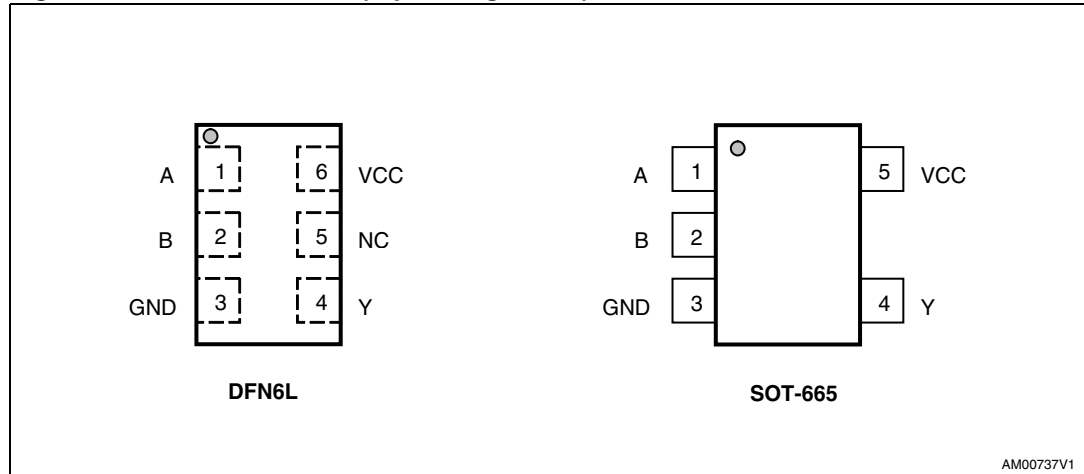 A 1 6 VCC
B 2 5 NC
GND 3 4 Y
DFN6L
A 1 5 VCC
B 2
GND 3 4 Y
SOT-665
AM00737V1